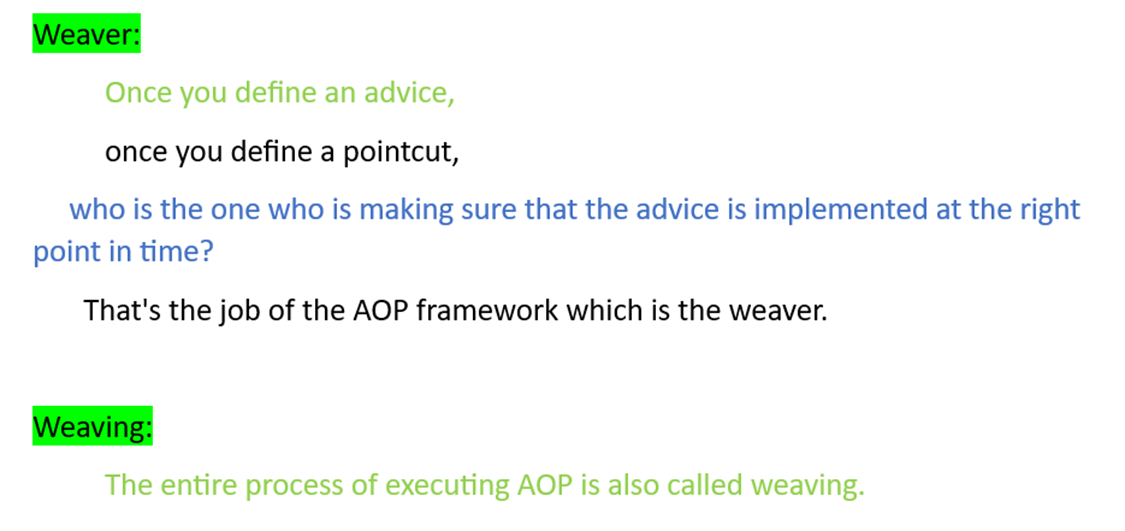 Weaver:
Once you define an advice,
once you define a pointcut,
who is the one who is making sure that the advice is implemented at the right
point in time?
That's the job of the AOP framework which is the weaver.
Weaving:
The entire process of executing AOP is also called weaving.